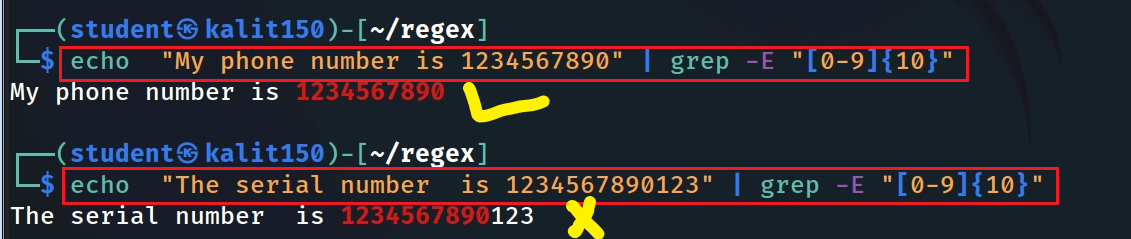 ┌──(student㉿kalit150)-[~/regex]
└─$ echo  "My phone number is 1234567890" | grep -E "[0-9]{10}"
My phone number is 1234567890
┌──(student㉿kalit150)-[~/regex]
└─$ echo  "The serial number  is 1234567890123" | grep -E "[0-9]{10}"
The serial number  is 1234567890123